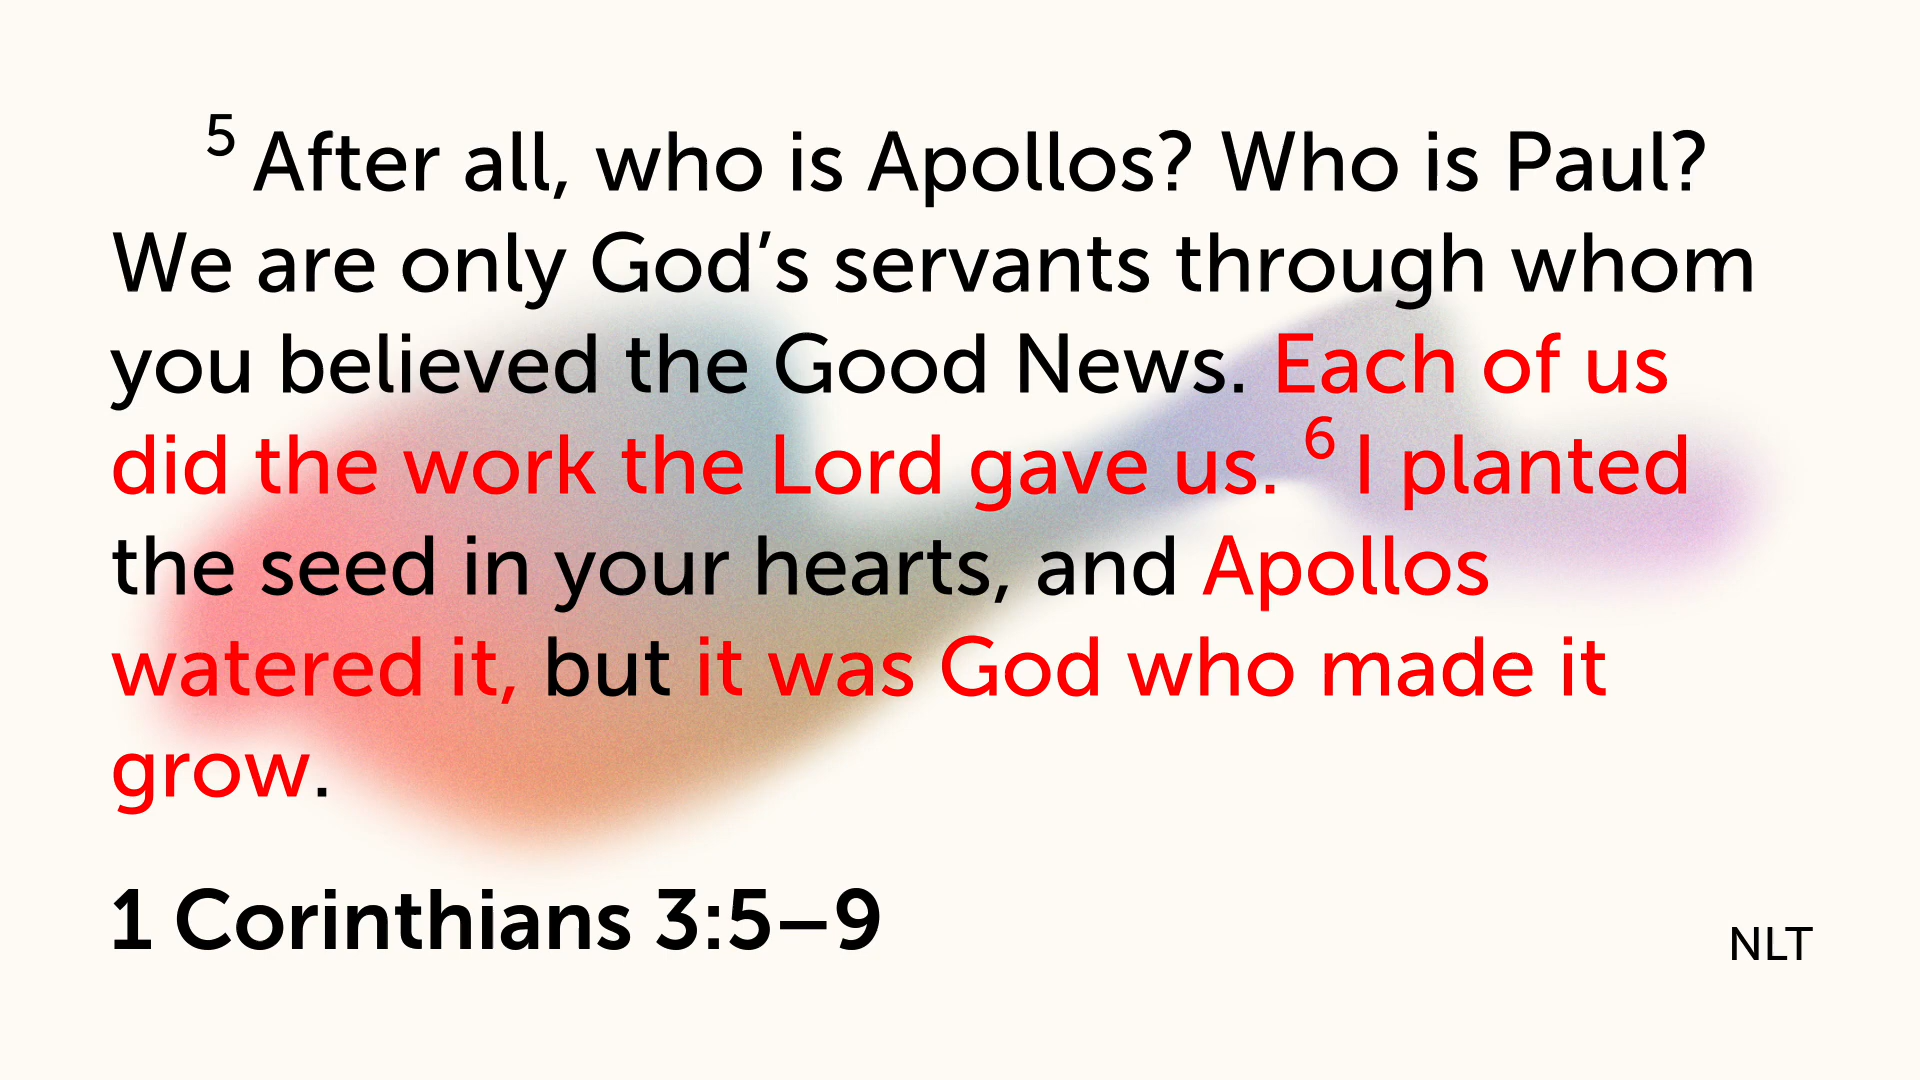 5 After all, who is Apollos? Who is Paul?
We are only God’s servants through whom
you believed the Good News. Each of us
did the work the Lord gave us. 6 I planted
the seed in your hearts, and Apollos
watered it, but it was God who made it
grow.
1 Corinthians 3:5–9
NLT